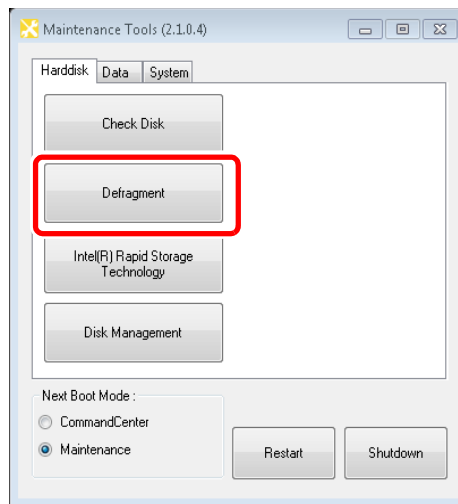 Maintenance Tools (2.1.0.4)
Harddisk Data System
Check Disk
Defragment
Intel(R) Rapid Storage
Technology
Disk Management
Next Boot Mode :
CommandCenter
Maintenance
Restart Shutdown